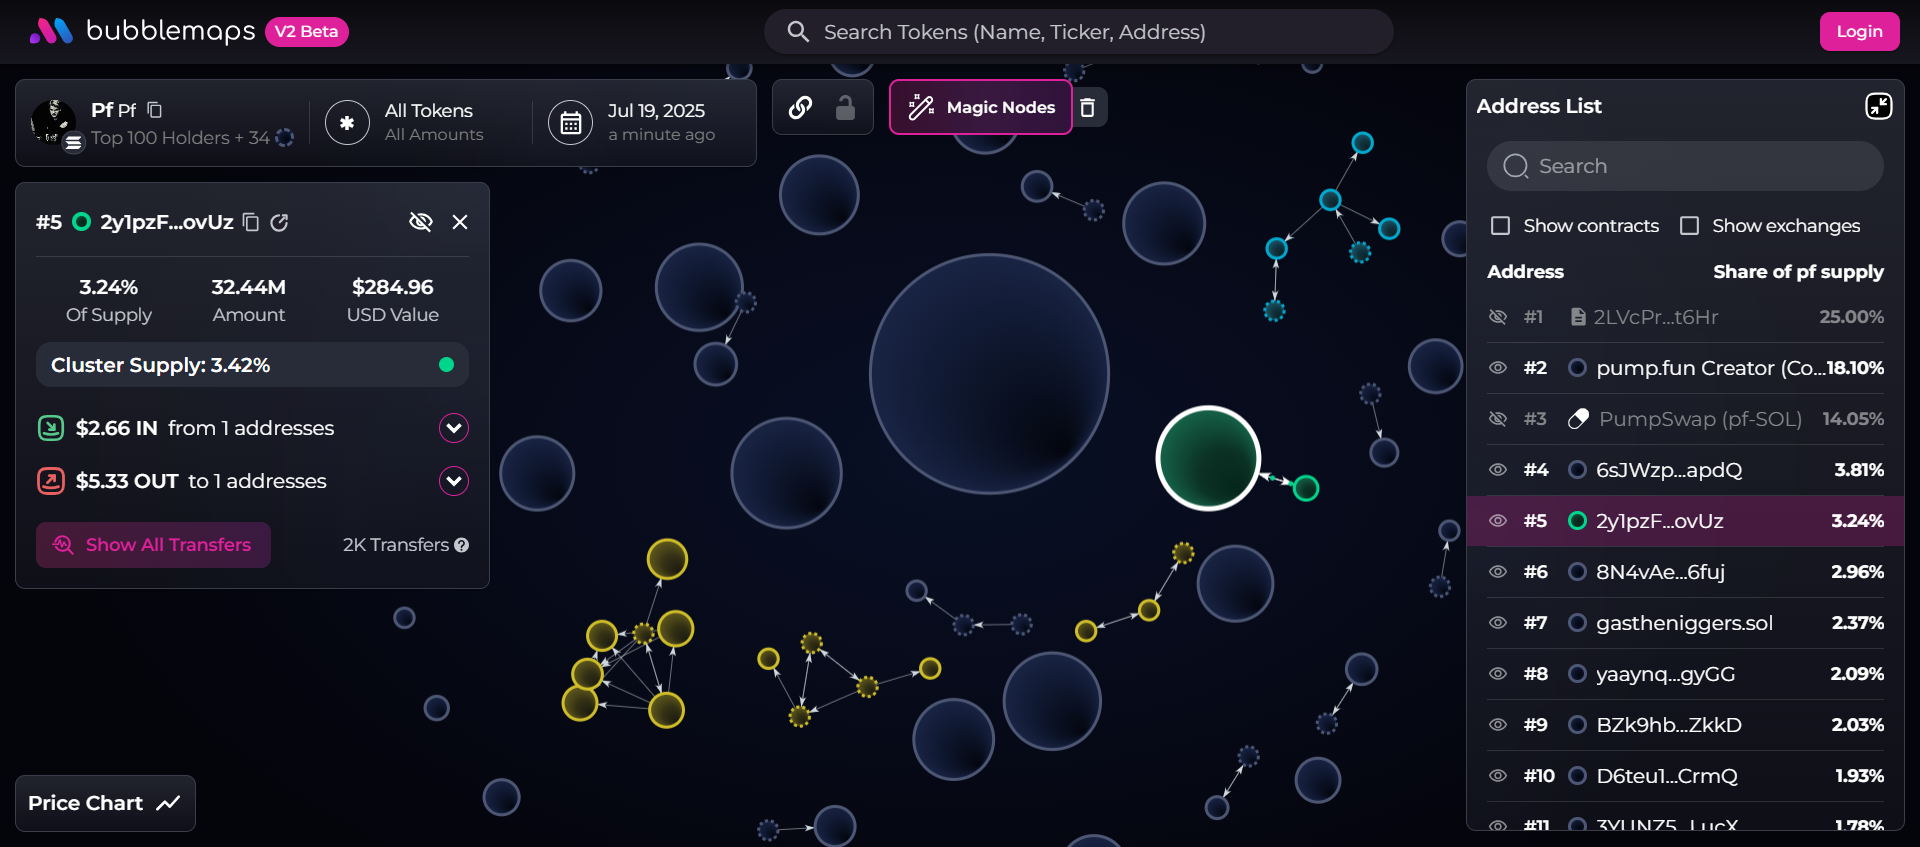 bubblemaps V2 Beta
Search Tokens (Name, Ticker, Address)
Login
Pf Pf
Top 100 Holders + 34
All Tokens
All Amounts
Jul 19, 2025
a minute ago
Magic Nodes
#5 2y1pzF...ovUz
3.24% 32.44M $284.96
Of Supply Amount USD Value
Cluster Supply: 3.42%
$2.66 IN from 1 addresses
$5.33 OUT to 1 addresses
Show All Transfers 2K Transfers
Price Chart
Address List
Search
Show contracts Show exchanges
Address Share of pf supply
#1 2LVcPr...t6Hr 25.00%
#2 pump.fun Creator (Co... 18.10%
#3 PumpSwap (pf-SOL) 14.05%
#4 6sJWzp...apdQ 3.81%
#5 2y1pzF...ovUz 3.24%
#6 8N4vAe...6fuj 2.96%
#7 gastheniggers.sol 2.37%
#8 yaaynq...gyGG 2.09%
#9 BZk9hb...ZkkD 2.03%
#10 D6teu1...CrmQ 1.93%
#11 3YUNZ5...LucX 1.78%